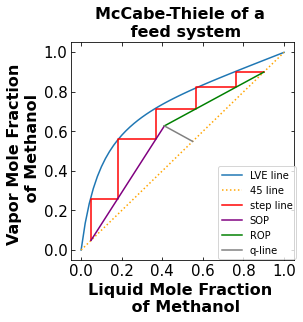 McCabe-Thiele of a
feed system
Vapor Mole Fraction
of Methanol
1.0
0.8
0.6
0.4
0.2
0.0
LVE line
45 line
step line
SOP
ROP
q-line
0.0 0.2 0.4 0.6 0.8 1.0
Liquid Mole Fraction
of Methanol